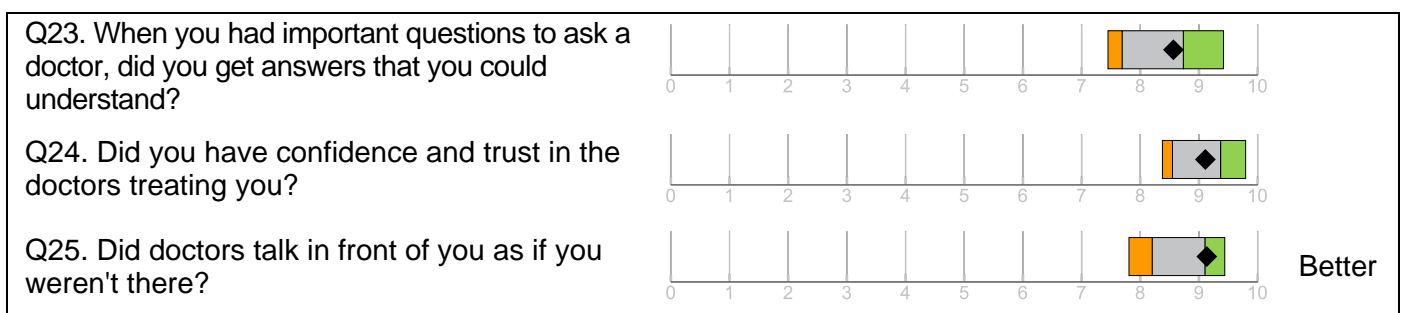 Q23. When you had important questions to ask a
doctor, did you get answers that you could
understand?
0 1 2 3 4 5 6 7 8 9 10
Q24. Did you have confidence and trust in the
doctors treating you?
0 1 2 3 4 5 6 7 8 9 10
Q25. Did doctors talk in front of you as if you
weren't there?
Better
0 1 2 3 4 5 6 7 8 9 10